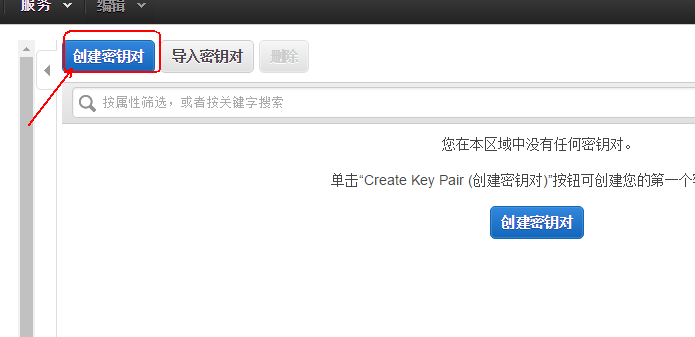 服务 编辑
创建密钥对 导入密钥对 删除
按属性筛选，或者按关键字搜索
您在本区域中没有任何密钥对。
单击“Create Key Pair (创建密钥对)”按钮可创建您的第一个
创建密钥对